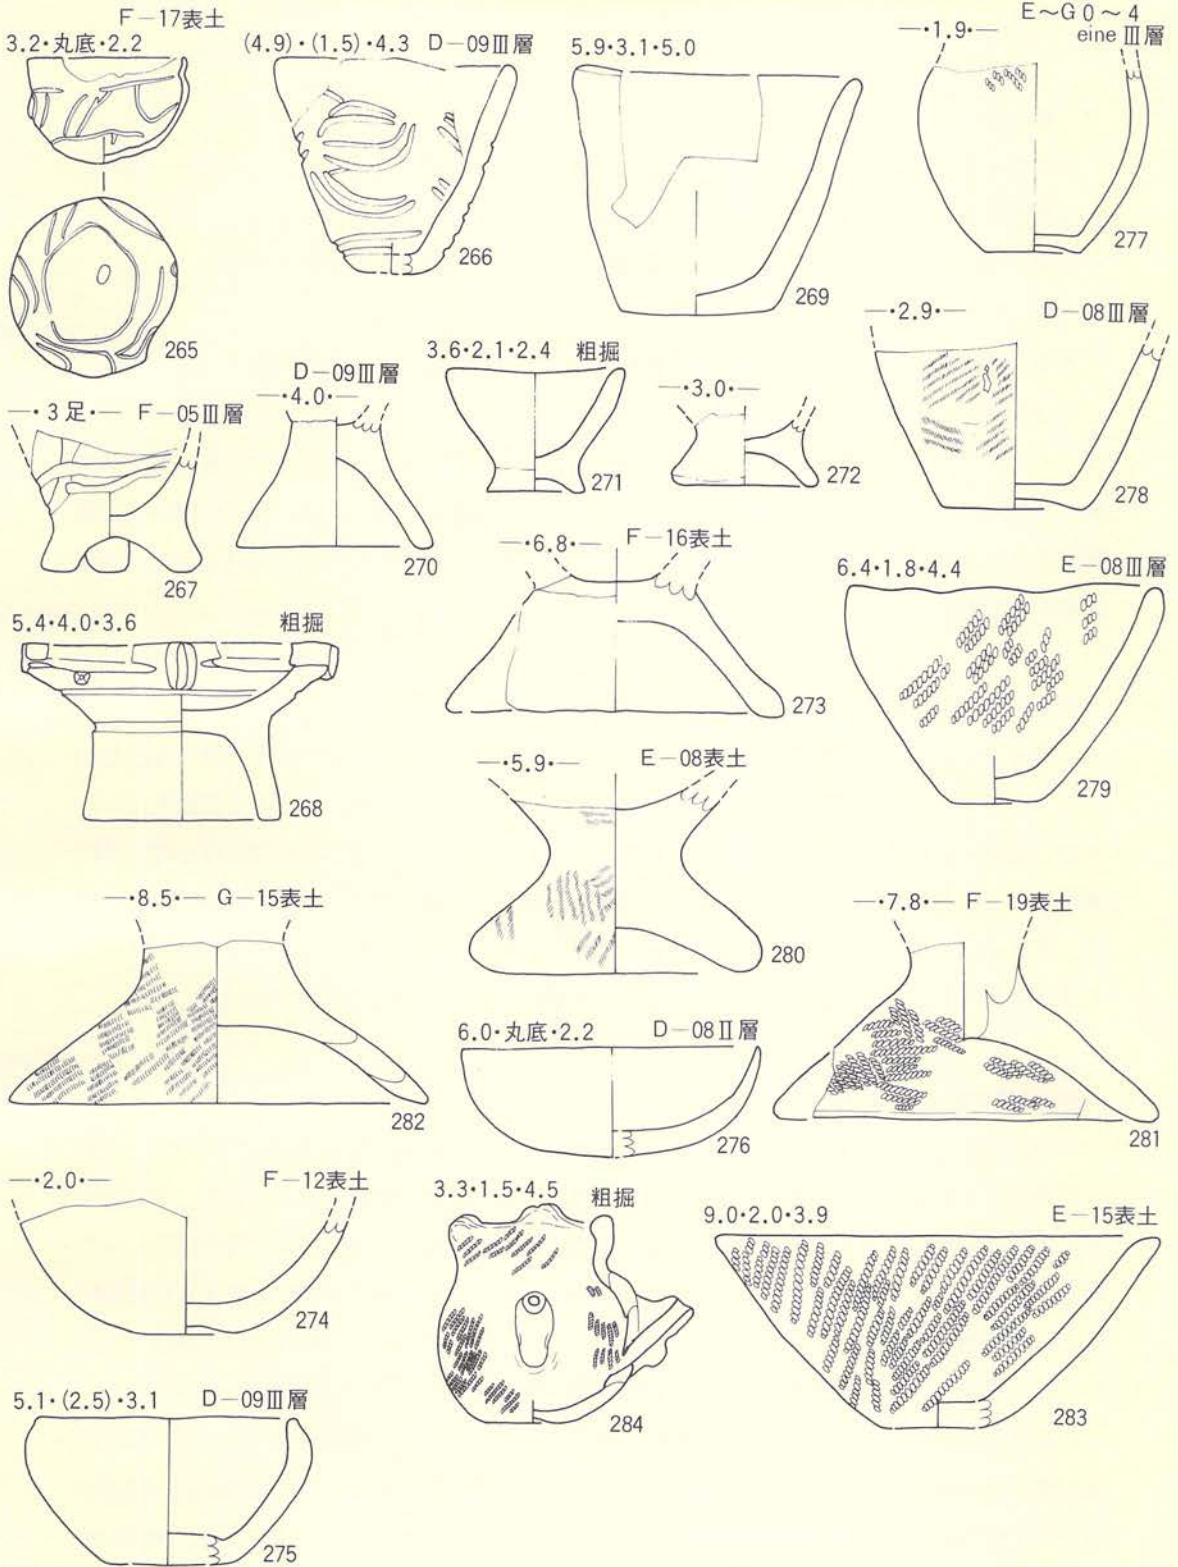 F-17表土
3.2・丸底・2.2
265
(4.9)・(1.5)・4.3 D-09Ⅲ層
266
5.9・3.1・5.0
269
E〜G 0〜4
eine Ⅲ層
—・1.9・—
277
—・3足・— F-05Ⅲ層
267
D-09Ⅲ層
—・4.0・—
270
3.6・2.1・2.4 粗掘
271
—・3.0・—
272
—・2.9・— D-08Ⅲ層
278
5.4・4.0・3.6 粗掘
268
—・6.8・— F-16表土
273
6.4・1.8・4.4 E-08Ⅲ層
279
—・5.9・— E-08表土
280
—・8.5・— G-15表土
282
6.0・丸底・2.2 D-08Ⅱ層
276
—・7.8・— F-19表土
281
—・2.0・— F-12表土
274
3.3・1.5・4.5 粗掘
284
9.0・2.0・3.9 E-15表土
283
5.1・(2.5)・3.1 D-09Ⅲ層
275